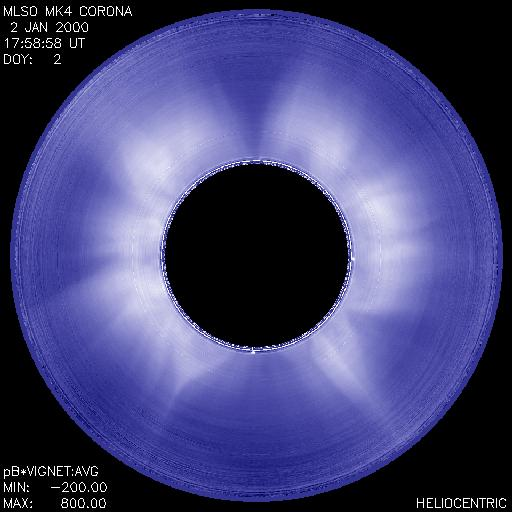 MLSO MK4 CORONA
2 JAN 2000
17:58:58 UT
DOY: 2
pB*VIGNET:AVG
MIN: -200.00
MAX: 800.00
HELIOCENTRIC